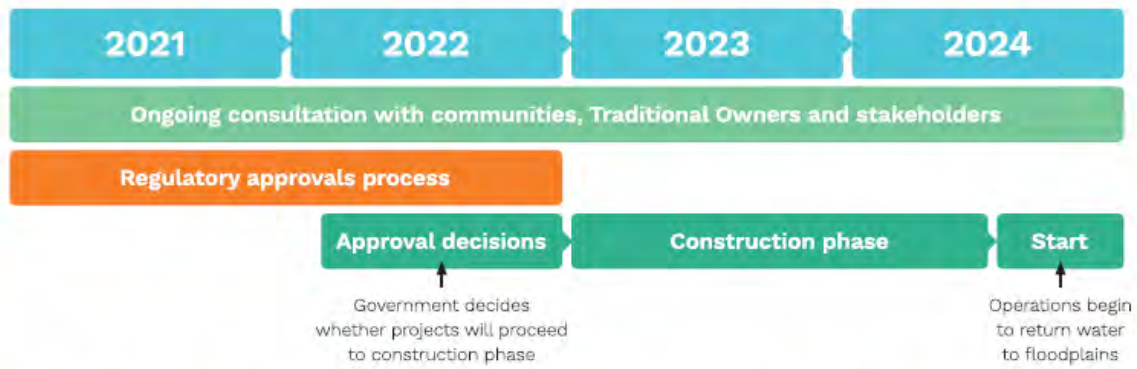 2021 2022 2023 2024
Ongoing consultation with communities, Traditional Owners and stakeholders
Regulatory approvals process
Approval decisions Construction phase Start
Government decides
whether projects will proceed
to construction phase
Operations begin
to return water
to floodplains